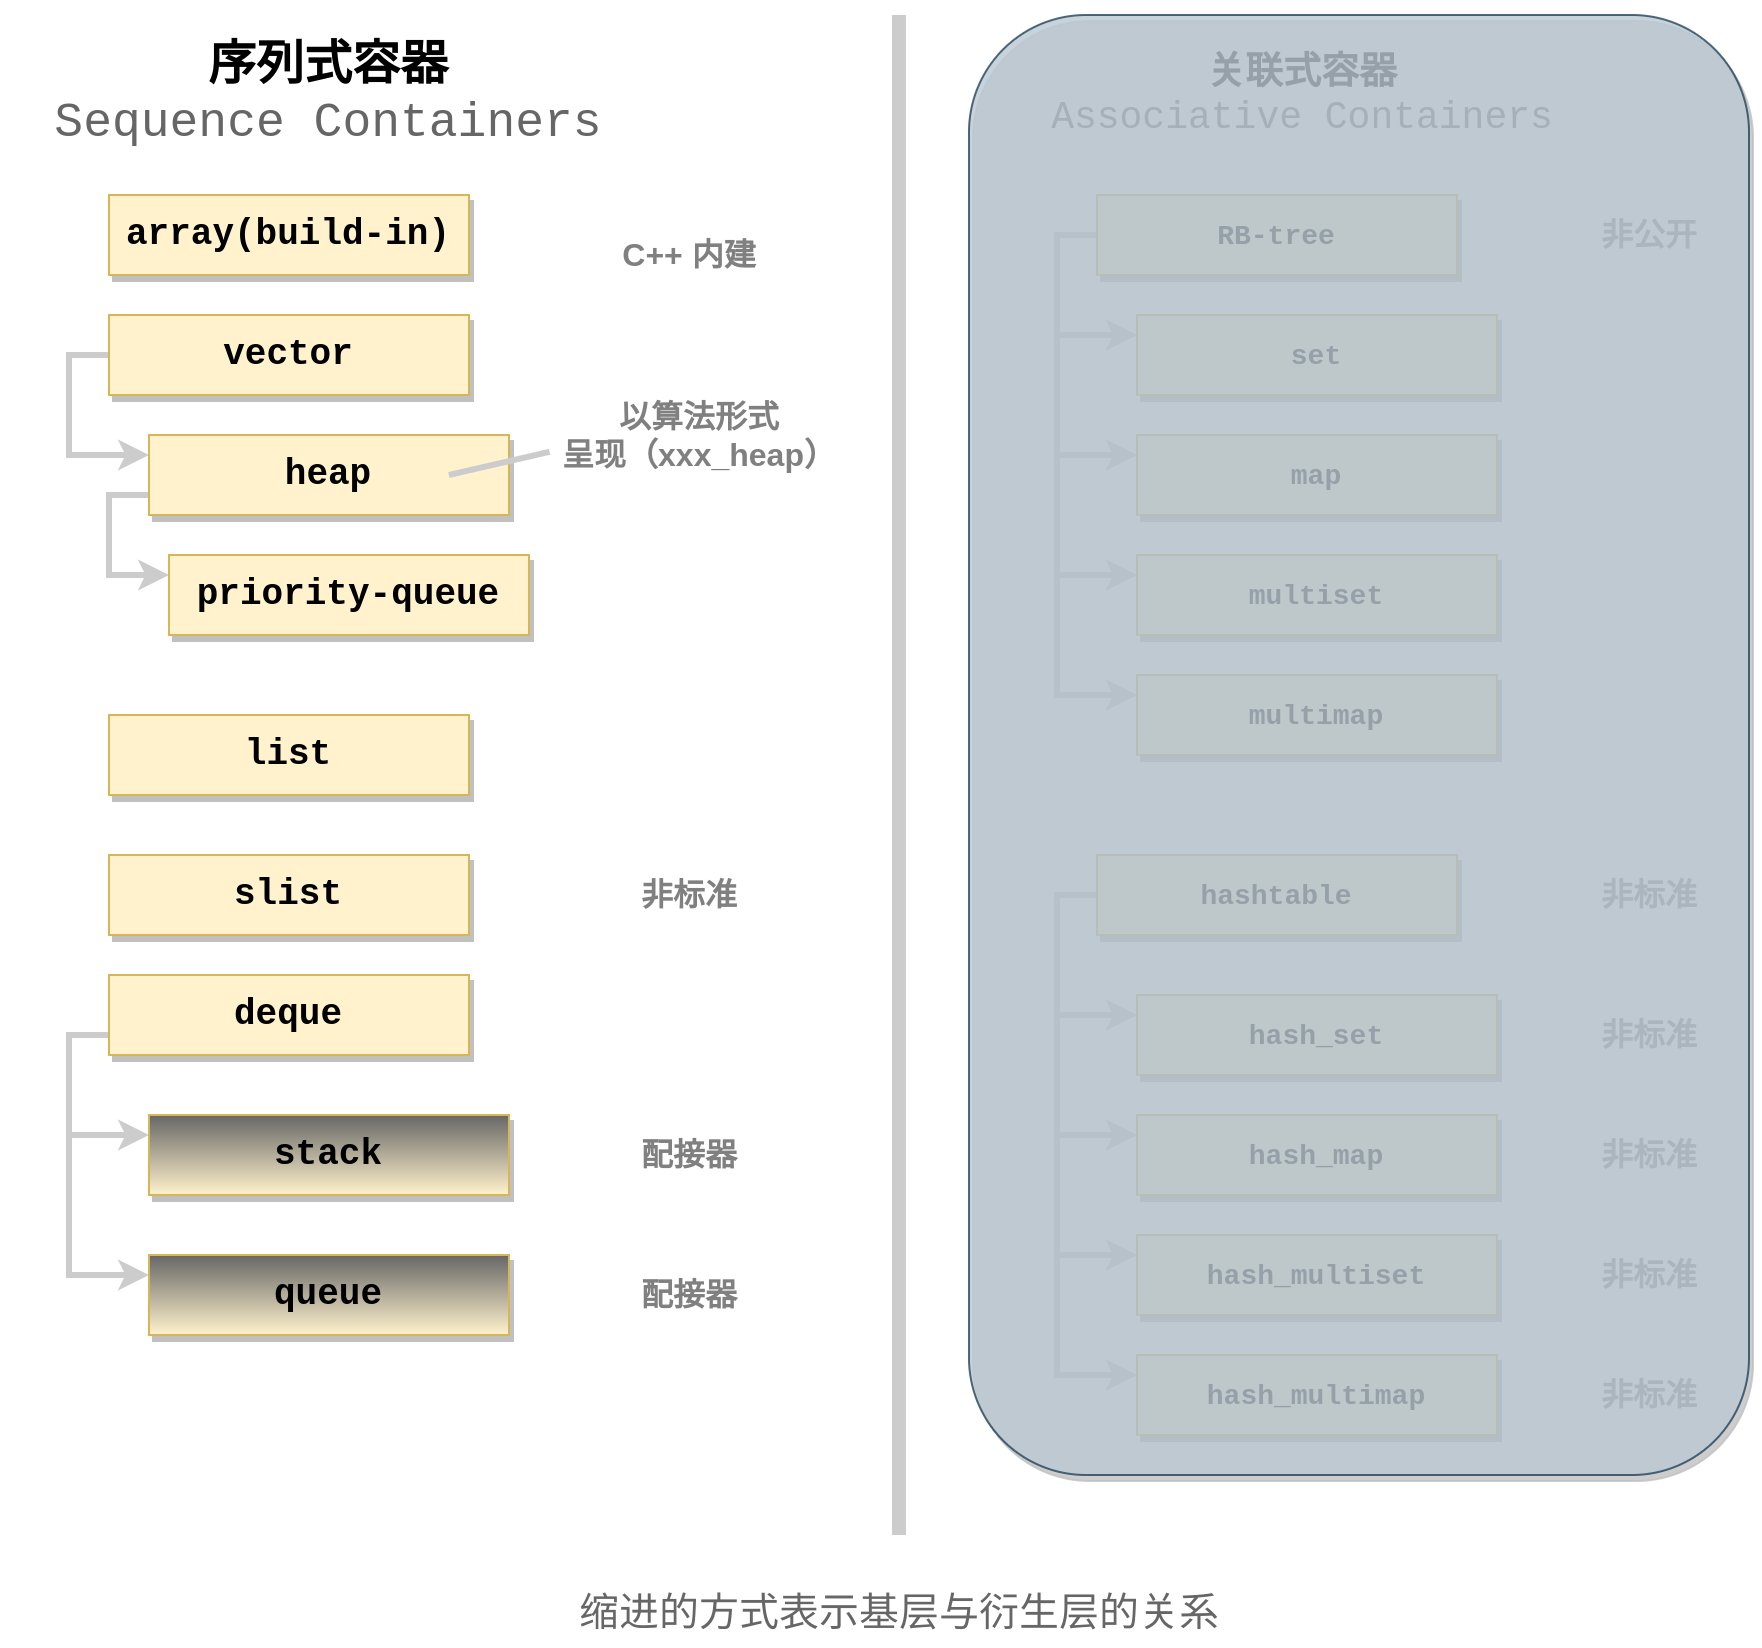 序列式容器
Sequence Containers
array(build-in)
C++ 内建
vector
以算法形式
呈现（xxx_heap）
heap
priority-queue
list
slist
非标准
deque
stack
配接器
queue
配接器
关联式容器
Associative Containers
RB-tree
非公开
set
map
multiset
multimap
hashtable
非标准
hash_set
非标准
hash_map
非标准
hash_multiset
非标准
hash_multimap
非标准
缩进的方式表示基层与衍生层的关系